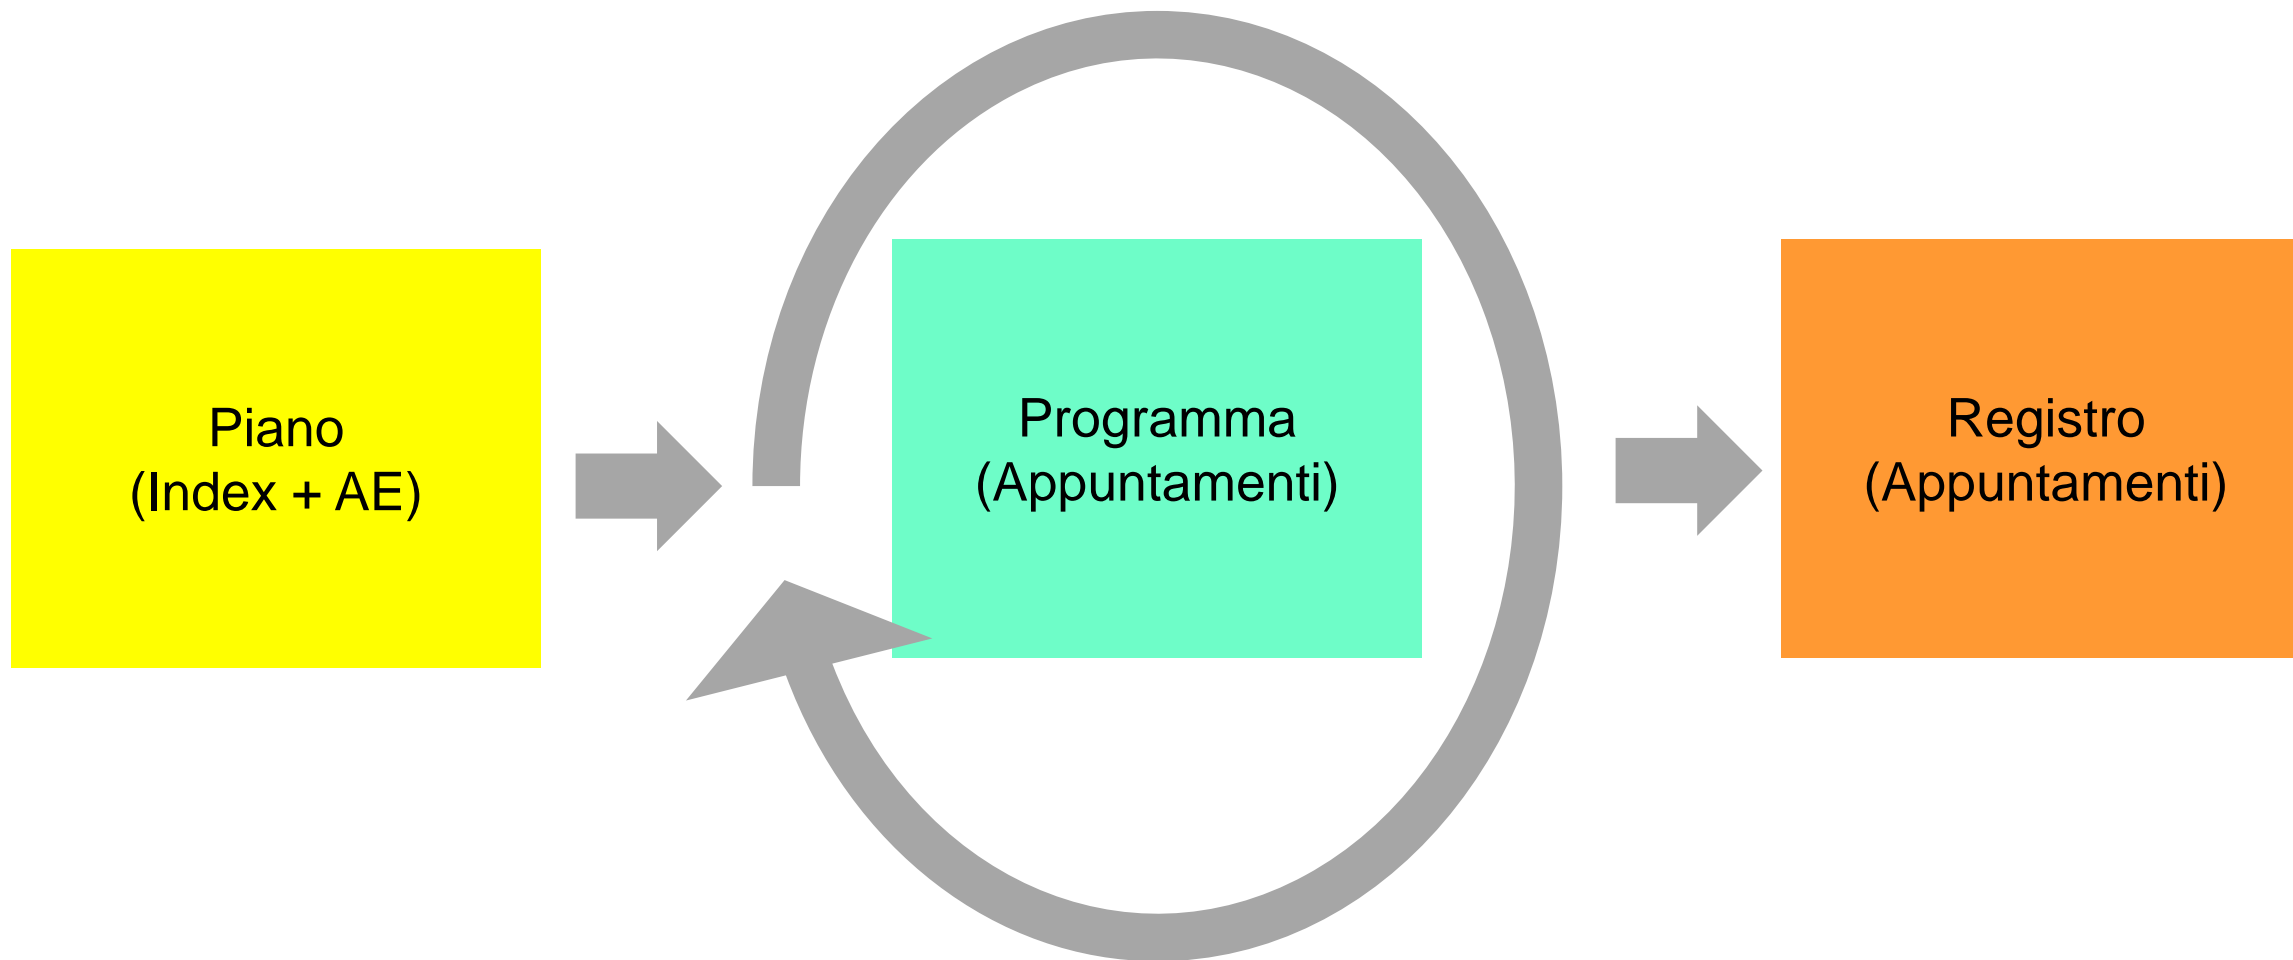 Piano
(Index + AE)
Programma
(Appuntamenti)
Registro
(Appuntamenti)